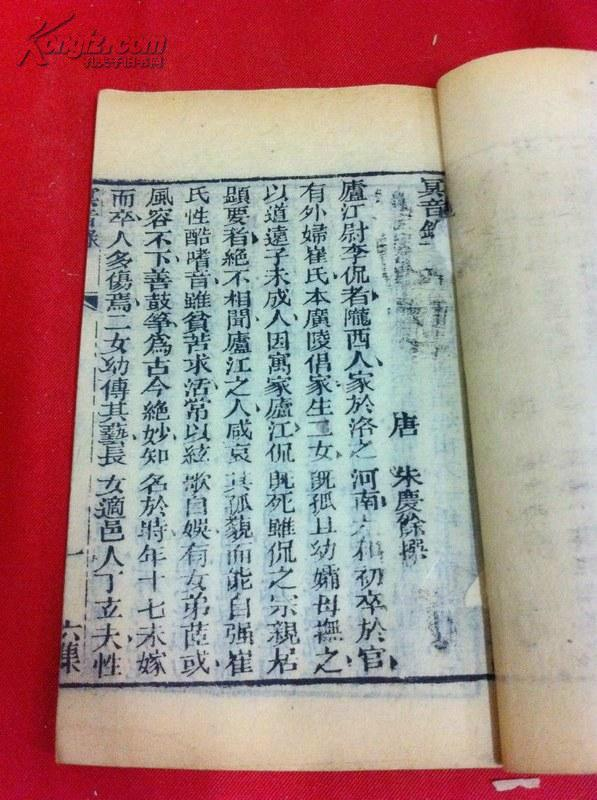 Kongfz.com
孔夫子旧书网
冥音錄
唐 朱慶餘撰
廬江尉李侃者隴西人家於洛之河南大和初卒於官
有外婦崔氏本廣陵倡家生二女旣孤且幼孀母撫之
以道遠子未成人因寓家廬江侃旣死雖侃之宗親居
顯要者絶不相聞廬江之人咸哀其孤藐而能自强崔
氏性酷嗜音雖貧苦求活常以絃歌自娛有女弟茞或
風容不下善鼓箏爲古今絶妙知名於時年十七未嫁
而卒人多傷焉二女幼傳其藝長女適邑人丁玄夫性
冥音錄
一
六集